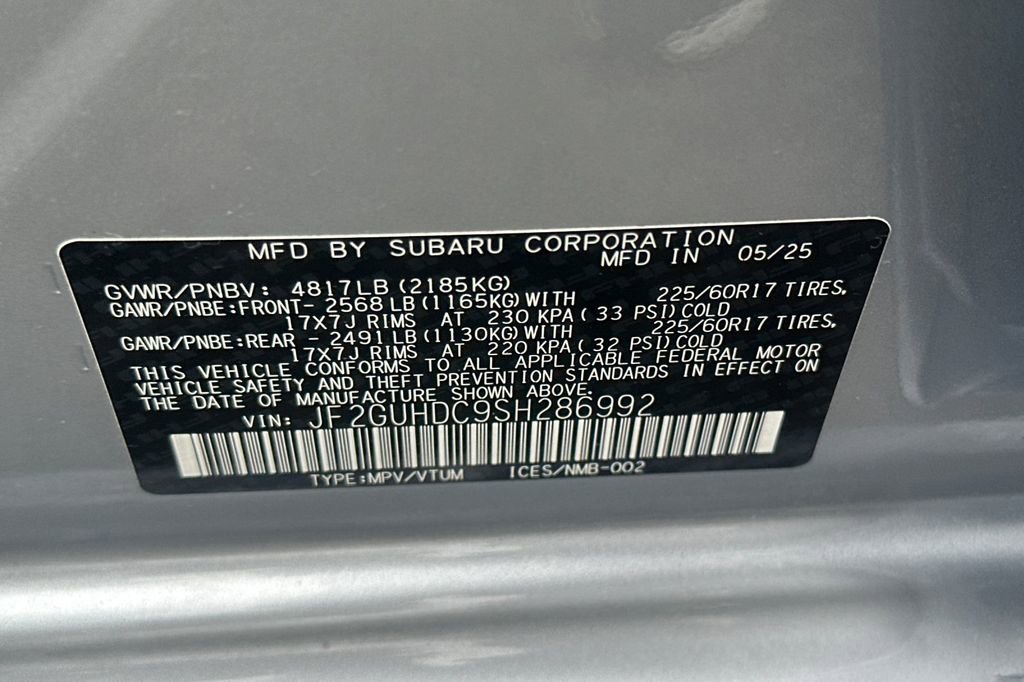 MFD BY SUBARU CORPORATION
MFD IN 05/25
GVWR/PNBV: 4817LB (2185KG)
GAWR/PNBE:FRONT- 2568 LB (1165KG) WITH 225/60R17 TIRES,
17X7J RIMS AT 230 KPA ( 33 PSI) COLD
GAWR/PNBE:REAR - 2491 LB (1130KG) WITH 225/60R17 TIRES,
17X7J RIMS AT 220 KPA ( 32 PSI) COLD
THIS VEHICLE CONFORMS TO ALL APPLICABLE FEDERAL MOTOR
VEHICLE SAFETY AND THEFT PREVENTION STANDARDS IN EFFECT ON
THE DATE OF MANUFACTURE SHOWN ABOVE.
VIN: JF2GUHDC9SH286992
TYPE:MPV/VTUM ICES/NMB-002